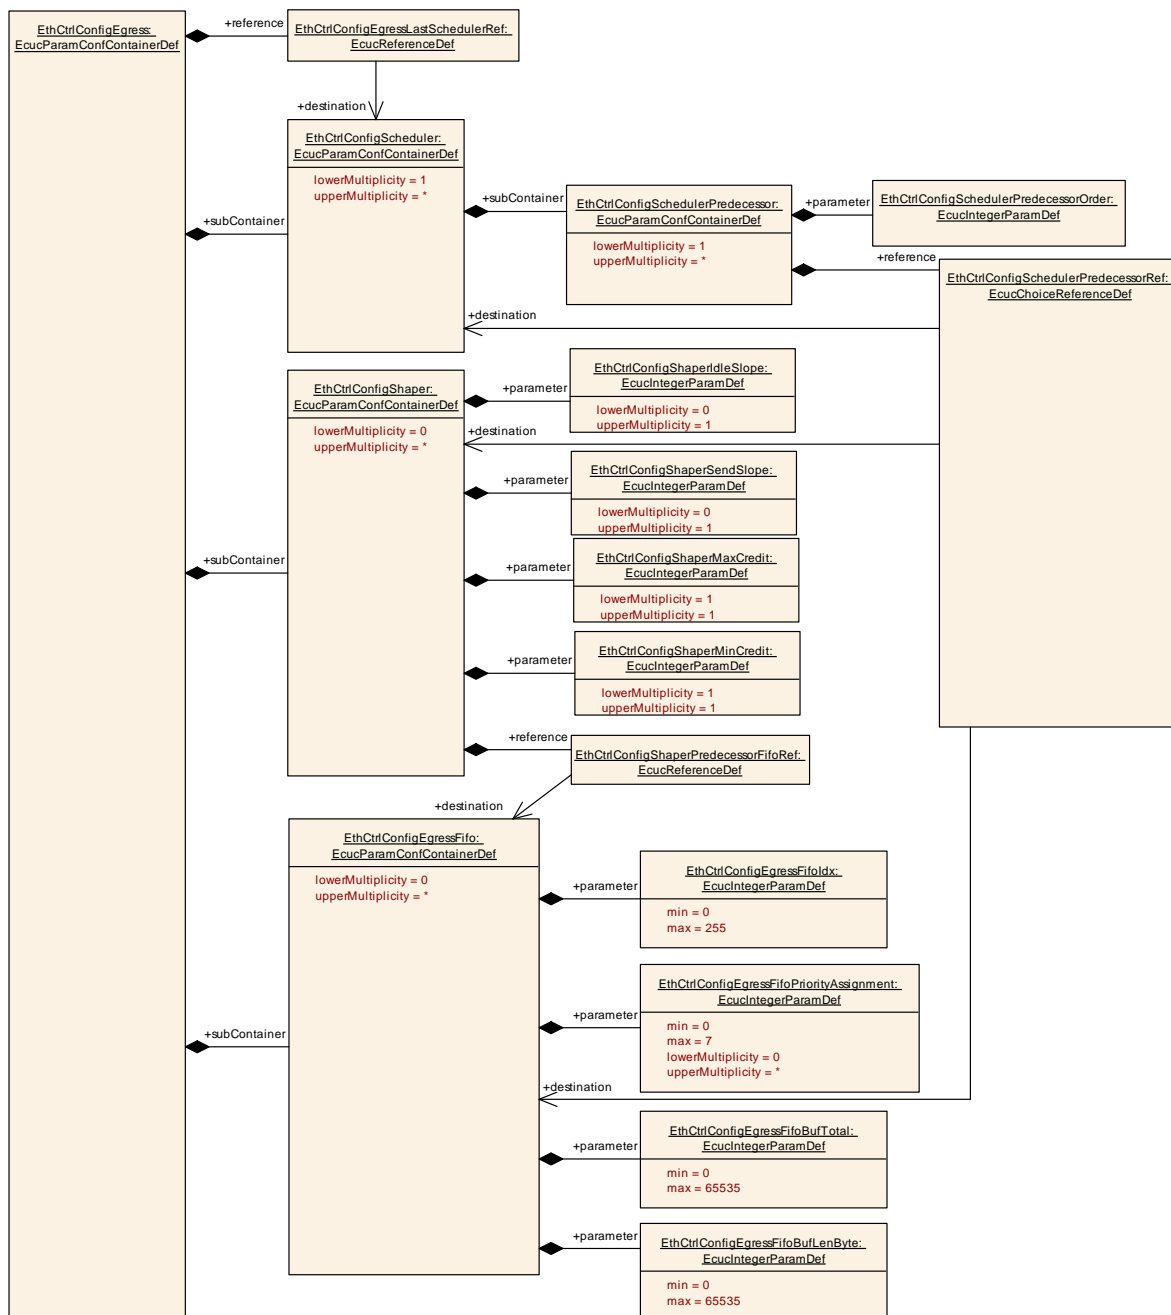 EthCtrlConfigEgress:
EcucParamConfContainerDef
+reference
EthCtrlConfigEgressLastSchedulerRef:
EcucReferenceDef
+destination
EthCtrlConfigScheduler:
EcucParamConfContainerDef
lowerMultiplicity = 1
upperMultiplicity = *
+subContainer
+subContainer
EthCtrlConfigSchedulerPredecessor:
EcucParamConfContainerDef
lowerMultiplicity = 1
upperMultiplicity = *
+parameter
EthCtrlConfigSchedulerPredecessorOrder:
EcucIntegerParamDef
+reference
EthCtrlConfigSchedulerPredecessorRef:
EcucChoiceReferenceDef
+destination
EthCtrlConfigShaper:
EcucParamConfContainerDef
lowerMultiplicity = 0
upperMultiplicity = *
+parameter
EthCtrlConfigShaperIdleSlope:
EcucIntegerParamDef
lowerMultiplicity = 0
upperMultiplicity = 1
+destination
+parameter
EthCtrlConfigShaperSendSlope:
EcucIntegerParamDef
lowerMultiplicity = 0
upperMultiplicity = 1
+subContainer
+parameter
EthCtrlConfigShaperMaxCredit:
EcucIntegerParamDef
lowerMultiplicity = 1
upperMultiplicity = 1
+parameter
EthCtrlConfigShaperMinCredit:
EcucIntegerParamDef
lowerMultiplicity = 1
upperMultiplicity = 1
+reference
EthCtrlConfigShaperPredecessorFifoRef:
EcucReferenceDef
+destination
EthCtrlConfigEgressFifo:
EcucParamConfContainerDef
lowerMultiplicity = 0
upperMultiplicity = *
+parameter
EthCtrlConfigEgressFifoIdx:
EcucIntegerParamDef
min = 0
max = 255
+parameter
EthCtrlConfigEgressFifoPriorityAssignment:
EcucIntegerParamDef
min = 0
max = 7
lowerMultiplicity = 0
upperMultiplicity = *
+subContainer
+destination
+parameter
EthCtrlConfigEgressFifoBufTotal:
EcucIntegerParamDef
min = 0
max = 65535
+parameter
EthCtrlConfigEgressFifoBufLenByte:
EcucIntegerParamDef
min = 0
max = 65535